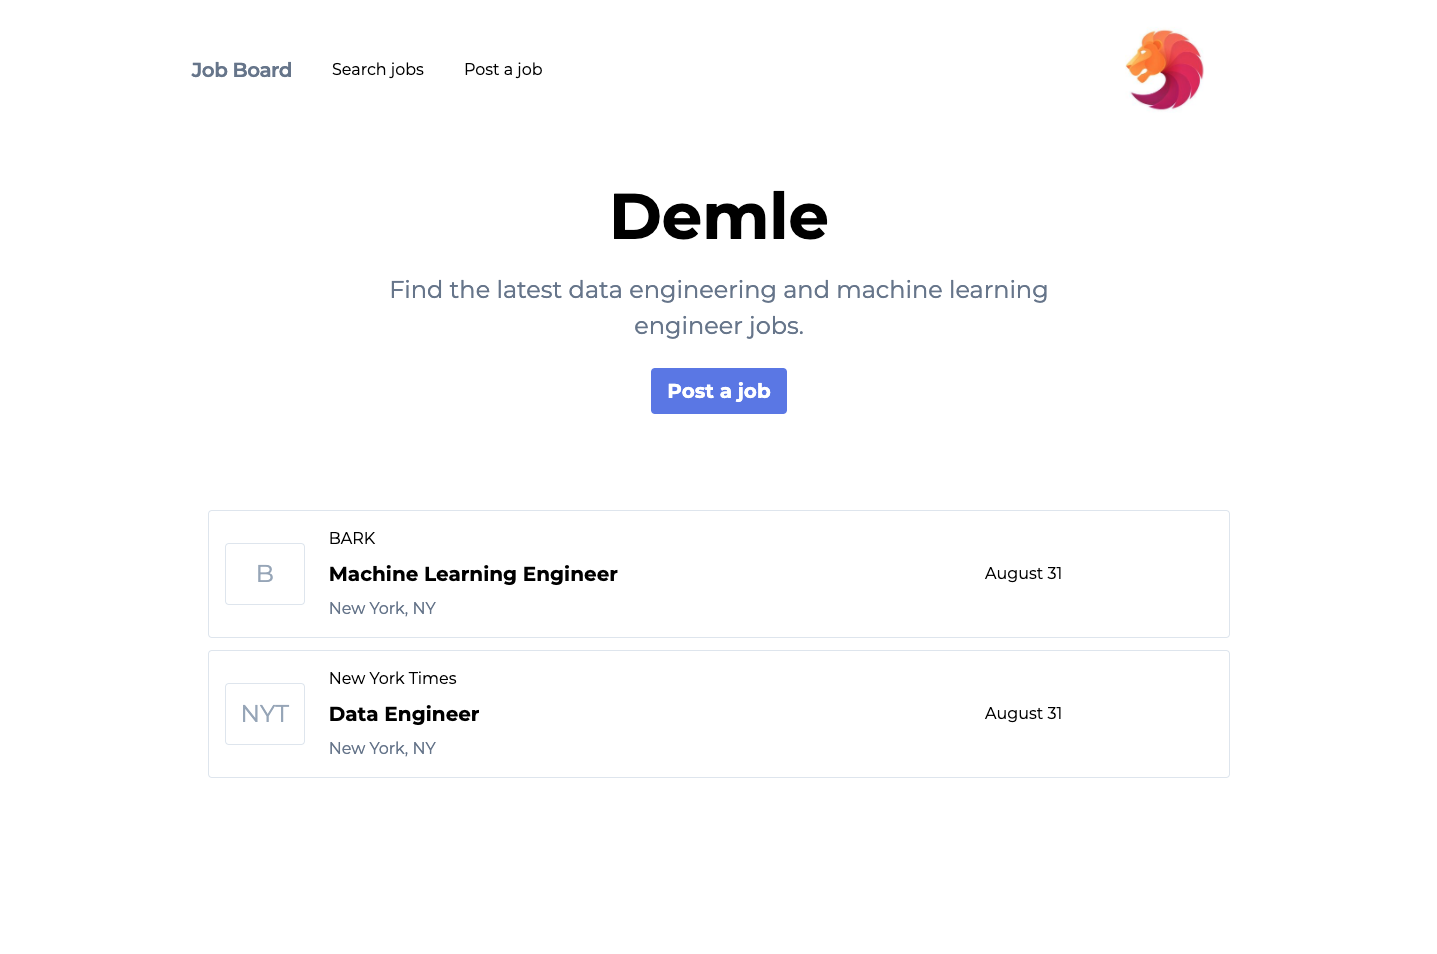 Job Board
Search jobs
Post a job
Demle
Find the latest data engineering and machine learning
engineer jobs.
Post a job
B
BARK
Machine Learning Engineer
New York, NY
August 31
NYT
New York Times
Data Engineer
New York, NY
August 31